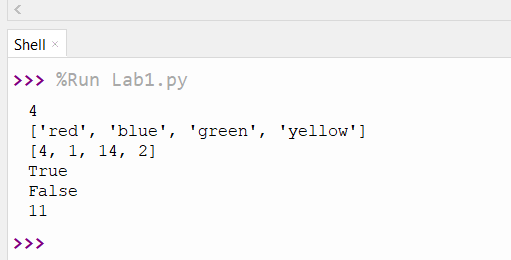 Shell ×
>>> %Run Lab1.py
4
['red', 'blue', 'green', 'yellow']
[4, 1, 14, 2]
True
False
11
>>>